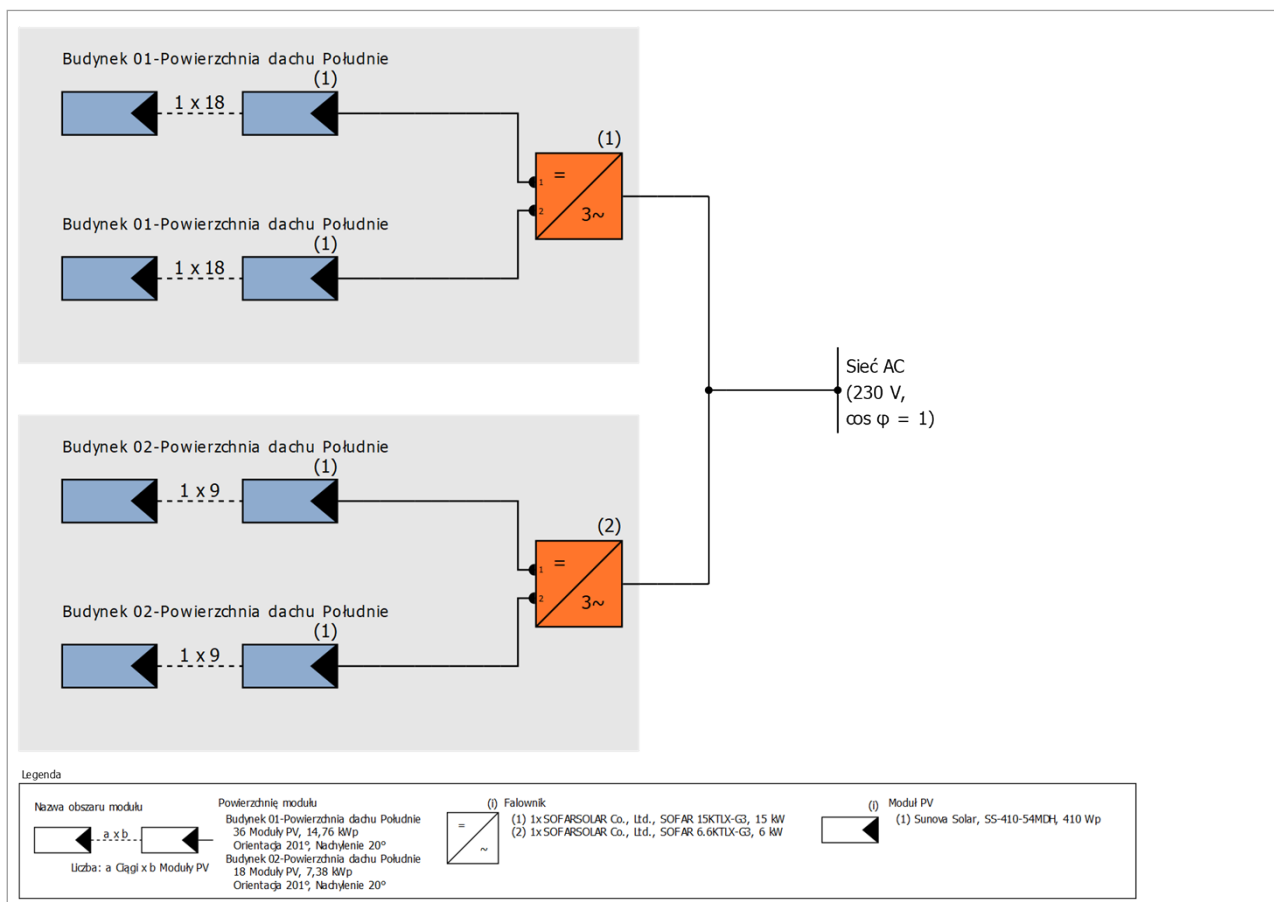 Budynek 01-Powierzchnia dachu Południe
(1)
1 x 18
(1)
1
=
2
3~
Budynek 01-Powierzchnia dachu Południe
(1)
1 x 18
Sieć AC
(230 V,
cos φ = 1)
Budynek 02-Powierzchnia dachu Południe
(1)
1 x 9
(2)
1
=
2
3~
Budynek 02-Powierzchnia dachu Południe
(1)
1 x 9
Legenda
Nazwa obszaru modułu
a x b
Liczba: a Ciągi x b Moduły PV
Powierzchnię modułu
Budynek 01-Powierzchnia dachu Południe
36 Moduły PV, 14,76 kWp
Orientacja 201°, Nachylenie 20°
Budynek 02-Powierzchnia dachu Południe
18 Moduły PV, 7,38 kWp
Orientacja 201°, Nachylenie 20°
(i) Falownik
=
~
(1) 1x SOFARSOLAR Co., Ltd., SOFAR 15KTLX-G3, 15 kW
(2) 1x SOFARSOLAR Co., Ltd., SOFAR 6.6KTLX-G3, 6 kW
(i) Moduł PV
(1) Sunova Solar, SS-410-54MDH, 410 Wp